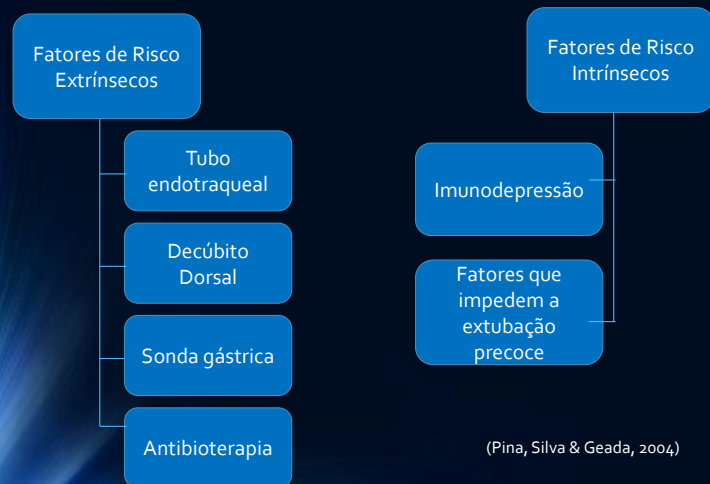 Fatores de Risco
Extrínsecos
Tubo
endotraqueal
Decúbito
Dorsal
Sonda gástrica
Antibioterapia
Fatores de Risco
Intrínsecos
Imunodepressão
Fatores que
impedem a
extubação
precoce
(Pina, Silva & Geada, 2004)